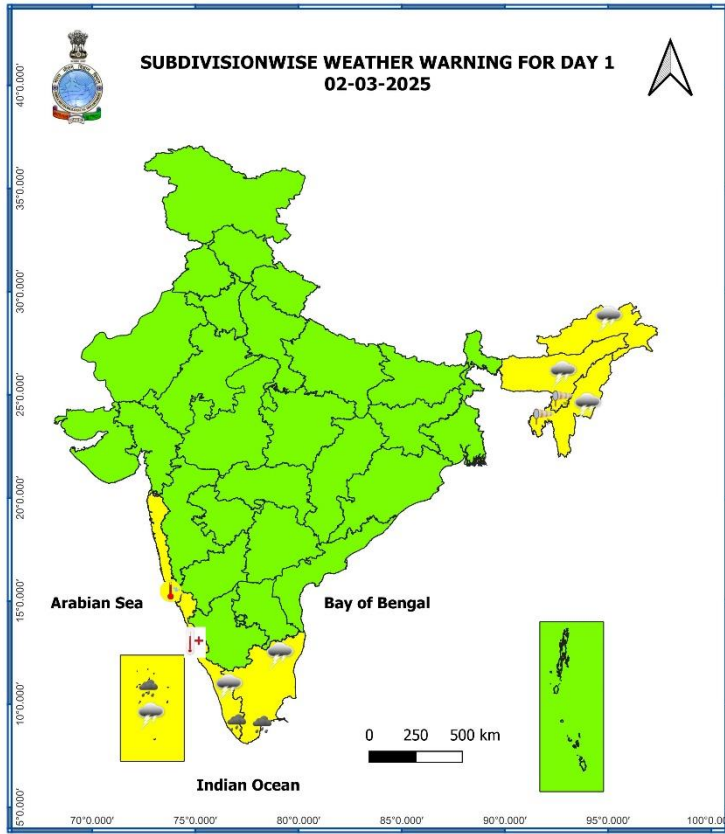 SUBDIVISIONWISE WEATHER WARNING FOR DAY 1
02-03-2025
40°0.000'
35°0.000'
30°0.000'
25°0.000'
20°0.000'
15°0.000'
10°0.000'
5°0.000'
Arabian Sea
Bay of Bengal
0 250 500 km
Indian Ocean
70°0.000' 75°0.000' 80°0.000' 85°0.000' 90°0.000' 95°0.000' 100°0.00